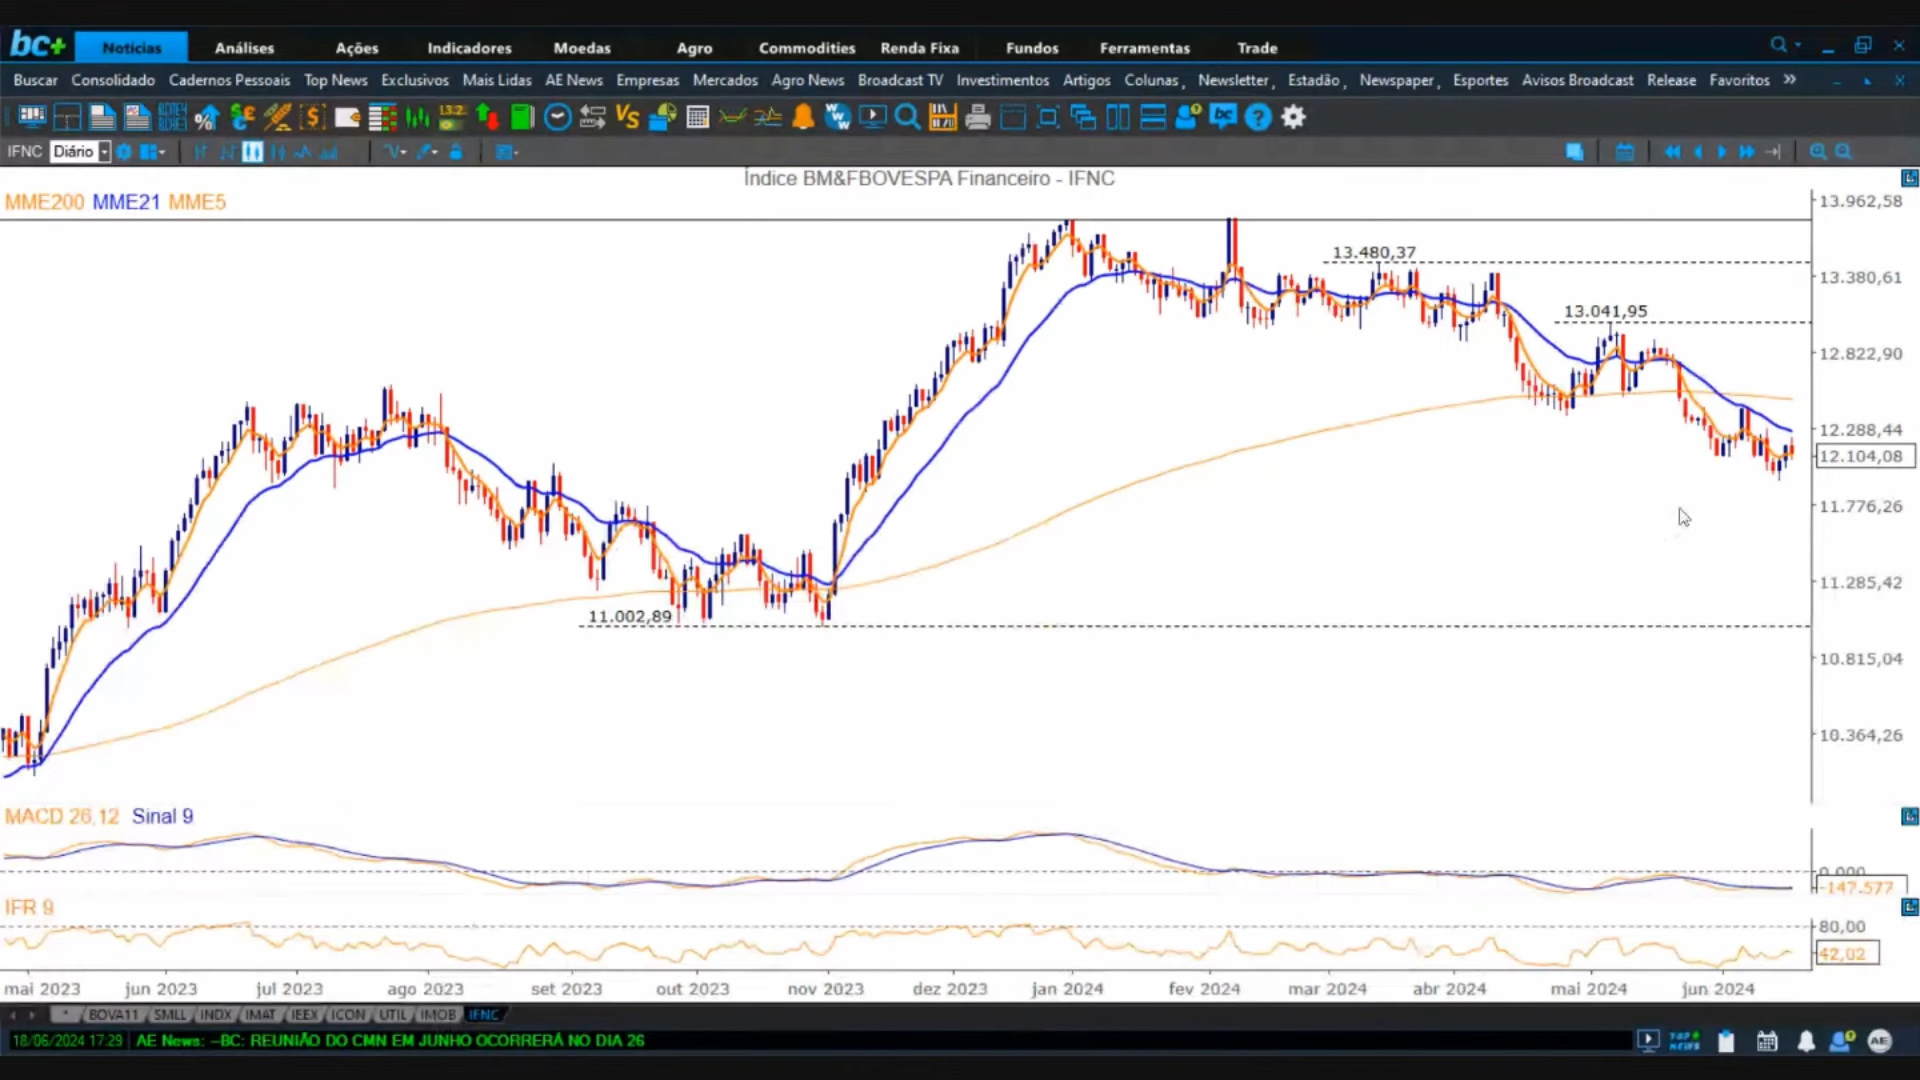 bc+ Notícias Análises Ações Indicadores Moedas Agro Commodities Renda Fixa Fundos Ferramentas Trade
Buscar Consolidado Cadernos Pessoais Top News Exclusivos Mais Lidas AE News Empresas Mercados Agro News Broadcast TV Investimentos Artigos Colunas, Newsletter, Estadão, Newspaper, Esportes Avisos Broadcast Release Favoritos »
IFNC Diário
Índice BM&FBOVESPA Financeiro - IFNC
MME200 MME21 MME5
13.962,58
13.480,37
13.380,61
13.041,95
12.822,90
12.288,44
12.104,08
11.776,26
11.285,42
11.002,89
10.815,04
10.364,26
MACD 26,12 Sinal 9
0,000
-147,577
IFR 9
80,00
42,02
mai 2023 jun 2023 jul 2023 ago 2023 set 2023 out 2023 nov 2023 dez 2023 jan 2024 fev 2024 mar 2024 abr 2024 mai 2024 jun 2024
* BOVA11 SMLL INDX IMAT IEEX ICON UTIL IMOB IFNC
18/06/2024 17:29 AE News: --BC: REUNIÃO DO CMN EM JUNHO OCORRERÁ NO DIA 26
TOP NEWS AE